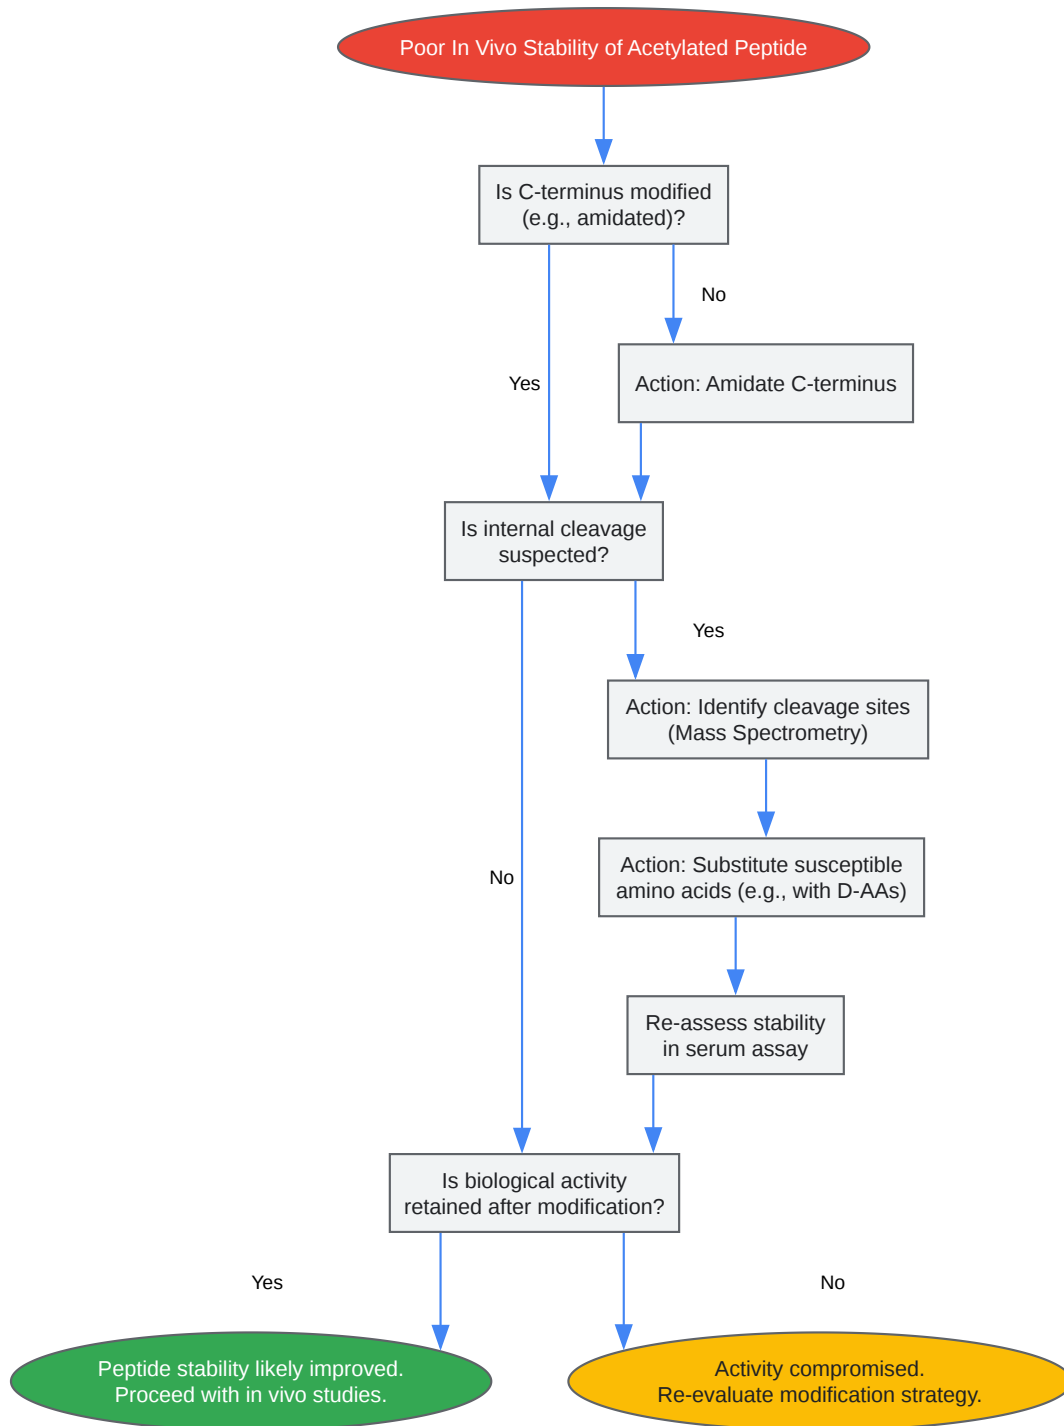 Poor In Vivo Stability of Acetylated Peptide
Is C-terminus modified
(e.g., amidated)?
No
Yes
Action: Amidate C-terminus
Is internal cleavage
suspected?
Yes
Action: Identify cleavage sites
(Mass Spectrometry)
Action: Substitute susceptible
amino acids (e.g., with D-AAs)
No
Re-assess stability
in serum assay
Is biological activity
retained after modification?
Yes
No
Peptide stability likely improved.
Proceed with in vivo studies.
Activity compromised.
Re-evaluate modification strategy.